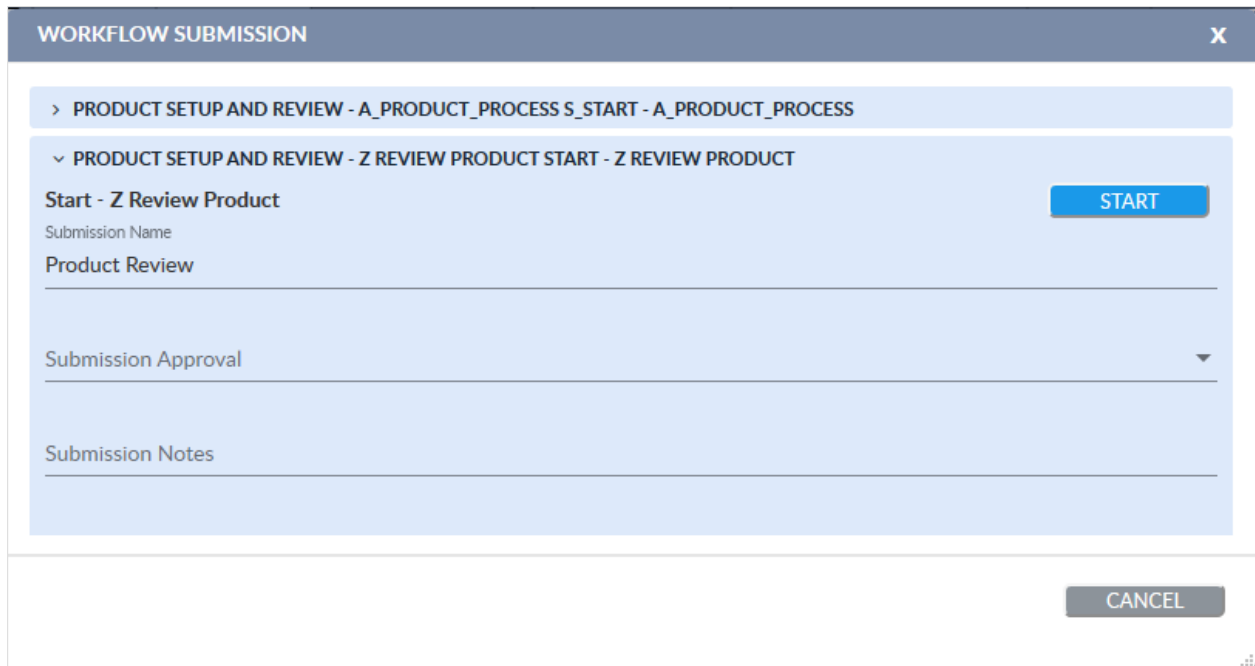 WORKFLOW SUBMISSION X
> PRODUCT SETUP AND REVIEW - A_PRODUCT_PROCESS S_START - A_PRODUCT_PROCESS
PRODUCT SETUP AND REVIEW - Z REVIEW PRODUCT START - Z REVIEW PRODUCT
Start - Z Review Product START
Submission Name
Product Review
Submission Approval
Submission Notes
CANCEL